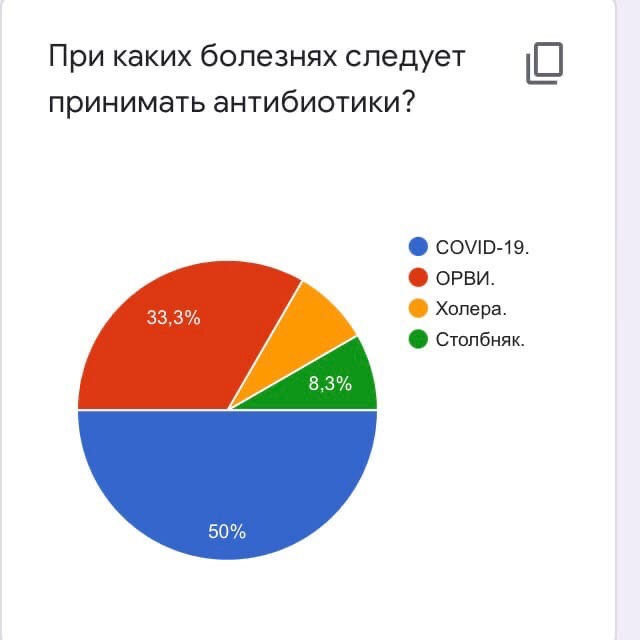 При каких болезнях следует
принимать антибиотики?
COVID-19.
ОРВИ.
Холера.
Столбняк.
33,3%
8,3%
50%